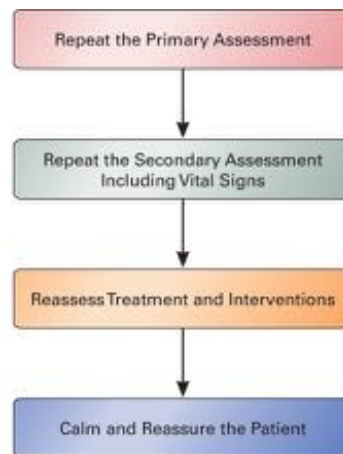 Repeat the Primary Assessment
Repeat the Secondary Assessment
Including Vital Signs
Reassess Treatment and Interventions
Calm and Reassure the Patient